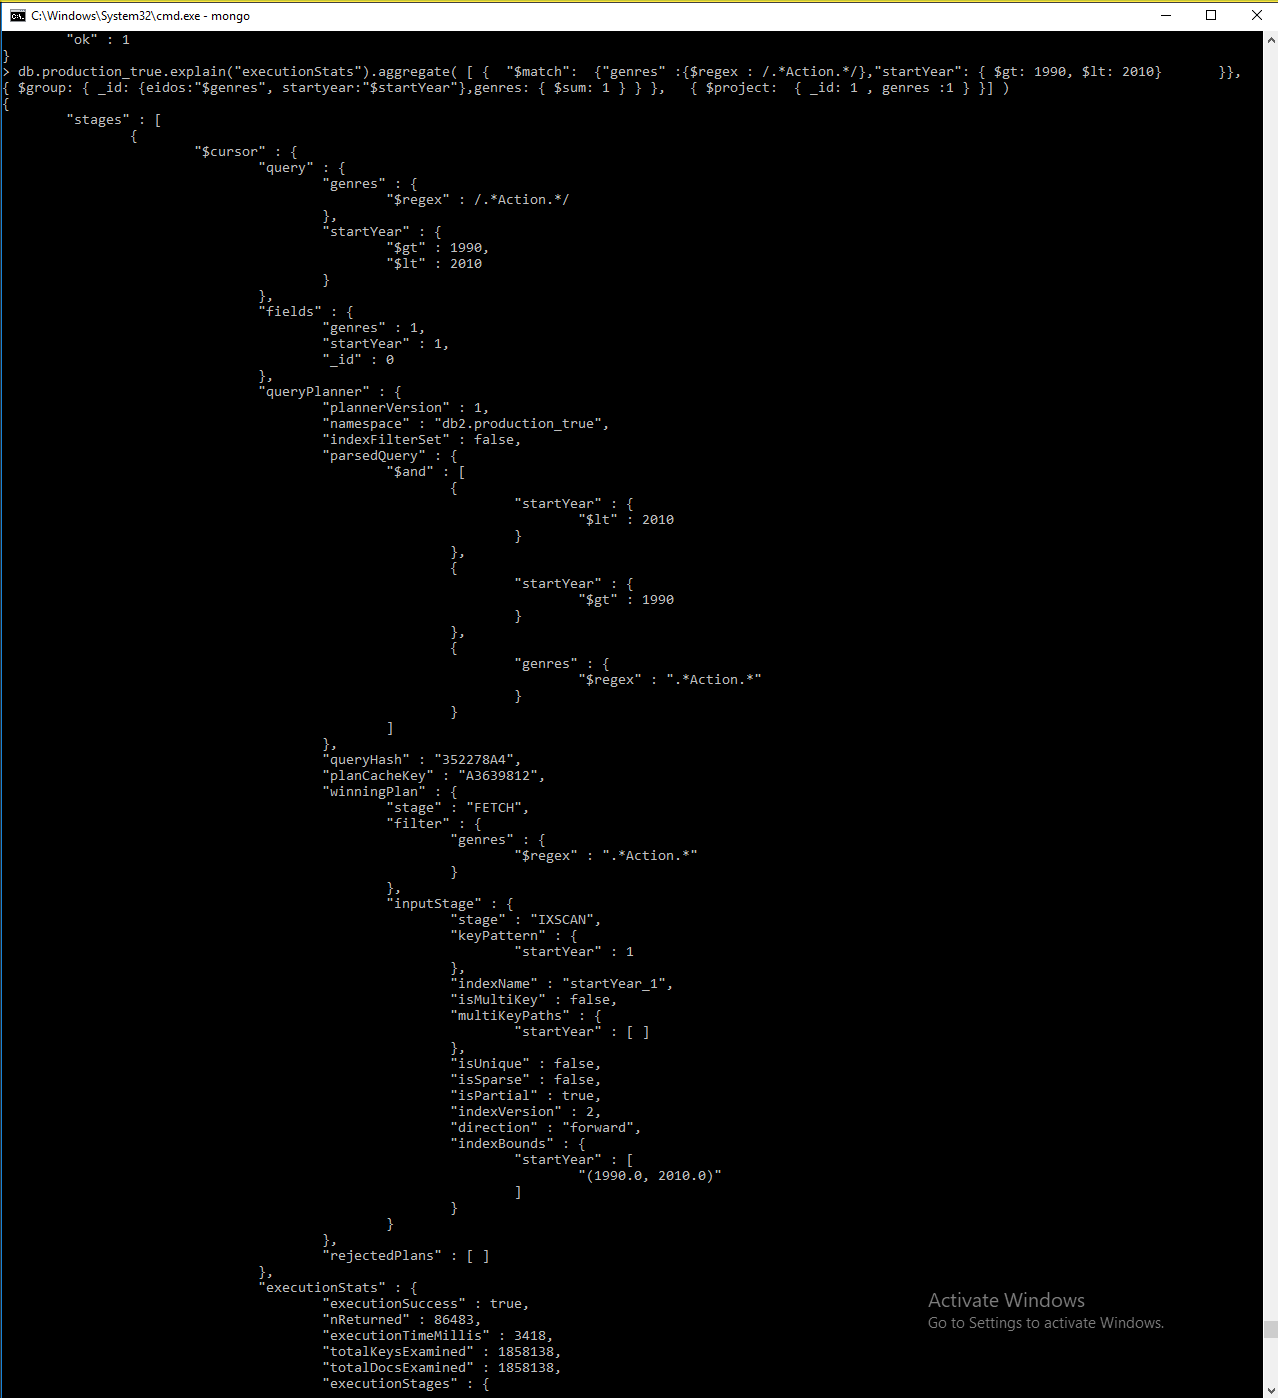 C:\Windows\System32\cmd.exe - mongo
"ok" : 1
}
> db.production_true.explain("executionStats").aggregate( [ {  "$match":  {"genres" :{$regex : /.*Action.*/},"startYear": { $gt: 1990, $lt: 2010}       }},
{ $group: { _id: {eidos:"$genres", startyear:"$startYear"},genres: { $sum: 1 } } },   { $project:  { _id: 1 , genres :1 } }] )
{
"stages" : [
{
"$cursor" : {
"query" : {
"genres" : {
"$regex" : /.*Action.*/
},
"startYear" : {
"$gt" : 1990,
"$lt" : 2010
}
},
"fields" : {
"genres" : 1,
"startYear" : 1,
"_id" : 0
},
"queryPlanner" : {
"plannerVersion" : 1,
"namespace" : "db2.production_true",
"indexFilterSet" : false,
"parsedQuery" : {
"$and" : [
{
"startYear" : {
"$lt" : 2010
}
},
{
"startYear" : {
"$gt" : 1990
}
},
{
"genres" : {
"$regex" : ".*Action.*"
}
}
]
},
"queryHash" : "352278A4",
"planCacheKey" : "A3639812",
"winningPlan" : {
"stage" : "FETCH",
"filter" : {
"genres" : {
"$regex" : ".*Action.*"
}
},
"inputStage" : {
"stage" : "IXSCAN",
"keyPattern" : {
"startYear" : 1
},
"indexName" : "startYear_1",
"isMultiKey" : false,
"multiKeyPaths" : {
"startYear" : [ ]
},
"isUnique" : false,
"isSparse" : false,
"isPartial" : true,
"indexVersion" : 2,
"direction" : "forward",
"indexBounds" : {
"startYear" : [
"(1990.0, 2010.0)"
]
}
}
},
"rejectedPlans" : [ ]
},
"executionStats" : {
"executionSuccess" : true,
"nReturned" : 86483,
"executionTimeMillis" : 3418,
"totalKeysExamined" : 1858138,
"totalDocsExamined" : 1858138,
"executionStages" : {
Activate Windows
Go to Settings to activate Windows.